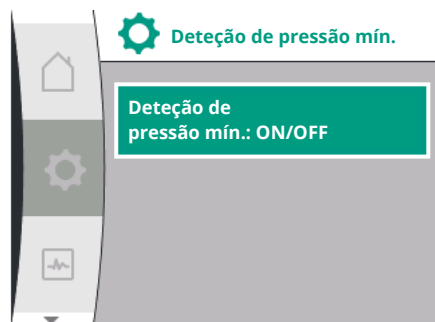 Deteção de pressão mín.
Deteção de
pressão mín.: ON/OFF